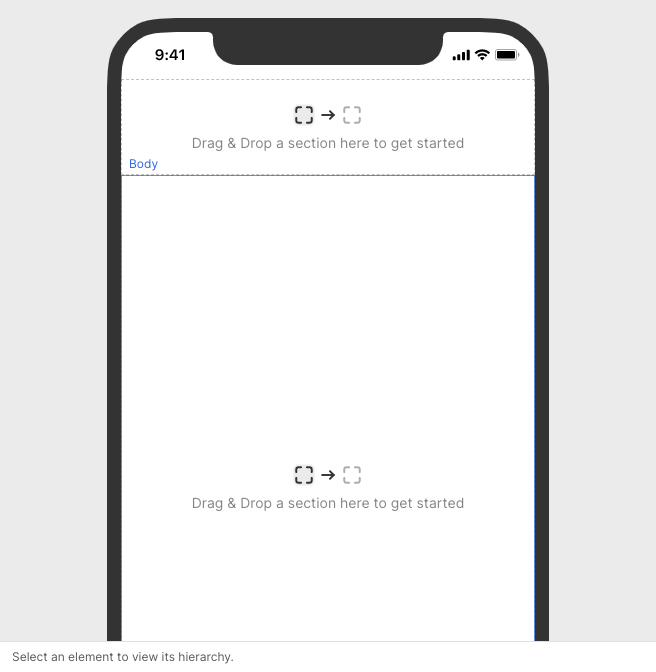 9:41
Drag & Drop a section here to get started
Body
Drag & Drop a section here to get started
Select an element to view its hierarchy.